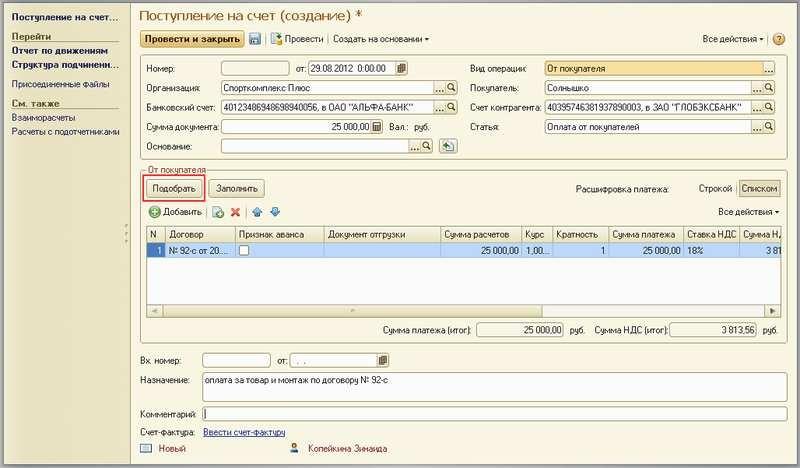 Поступление на счет...
Перейти
Отчет по движениям
Структура подчиненн...
Присоединенные файлы
См. также
Взаиморасчеты
Расчеты с подотчетниками
Поступление на счет (создание) *
Провести и закрыть Провести Создать на основании Все действия
Номер: от: 29.08.2012 0:00:00 Вид операции: От покупателя ...
Организация: Спорткомплекс Плюс ... Покупатель: Солнышко ...
Банковский счет: 40123486948698940056, в ОАО "АЛЬФА-БАНК" ... Счет контрагента: 40395746381937890003, в ЗАО "ГЛОБЭКСБАНК" ...
Сумма документа: 25 000,00 Вал.: руб. Статья: Оплата от покупателей ...
Основание: ...
От покупателя
Подобрать Заполнить Расшифровка платежа: Строкой Списком
Добавить Все действия
N Договор Признак аванса Документ отгрузки Сумма расчетов Курс Кратность Сумма платежа Ставка НДС Сумма Н
1 № 92-с от 20.... 25 000,00 1,00... 1 25 000,00 18% 3 81
Сумма платежа (итог): 25 000,00 руб. Сумма НДС (итог): 3 813,56 руб.
Вх. номер: от: . .
Назначение: оплата за товар и монтаж по договору № 92-с
Комментарий:
Счет-фактура: Ввести счет-фактуру
Новый Копейкина Зинаида